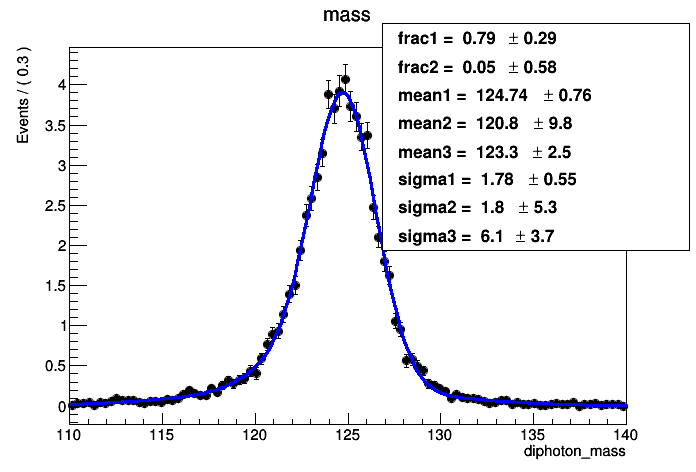 mass
frac1 = 0.79 ± 0.29
frac2 = 0.05 ± 0.58
mean1 = 124.74 ± 0.76
mean2 = 120.8 ± 9.8
mean3 = 123.3 ± 2.5
sigma1 = 1.78 ± 0.55
sigma2 = 1.8 ± 5.3
sigma3 = 6.1 ± 3.7
Events / ( 0.3 )
4
3.5
3
2.5
2
1.5
1
0.5
0
110 115 120 125 130 135 140
diphoton_mass